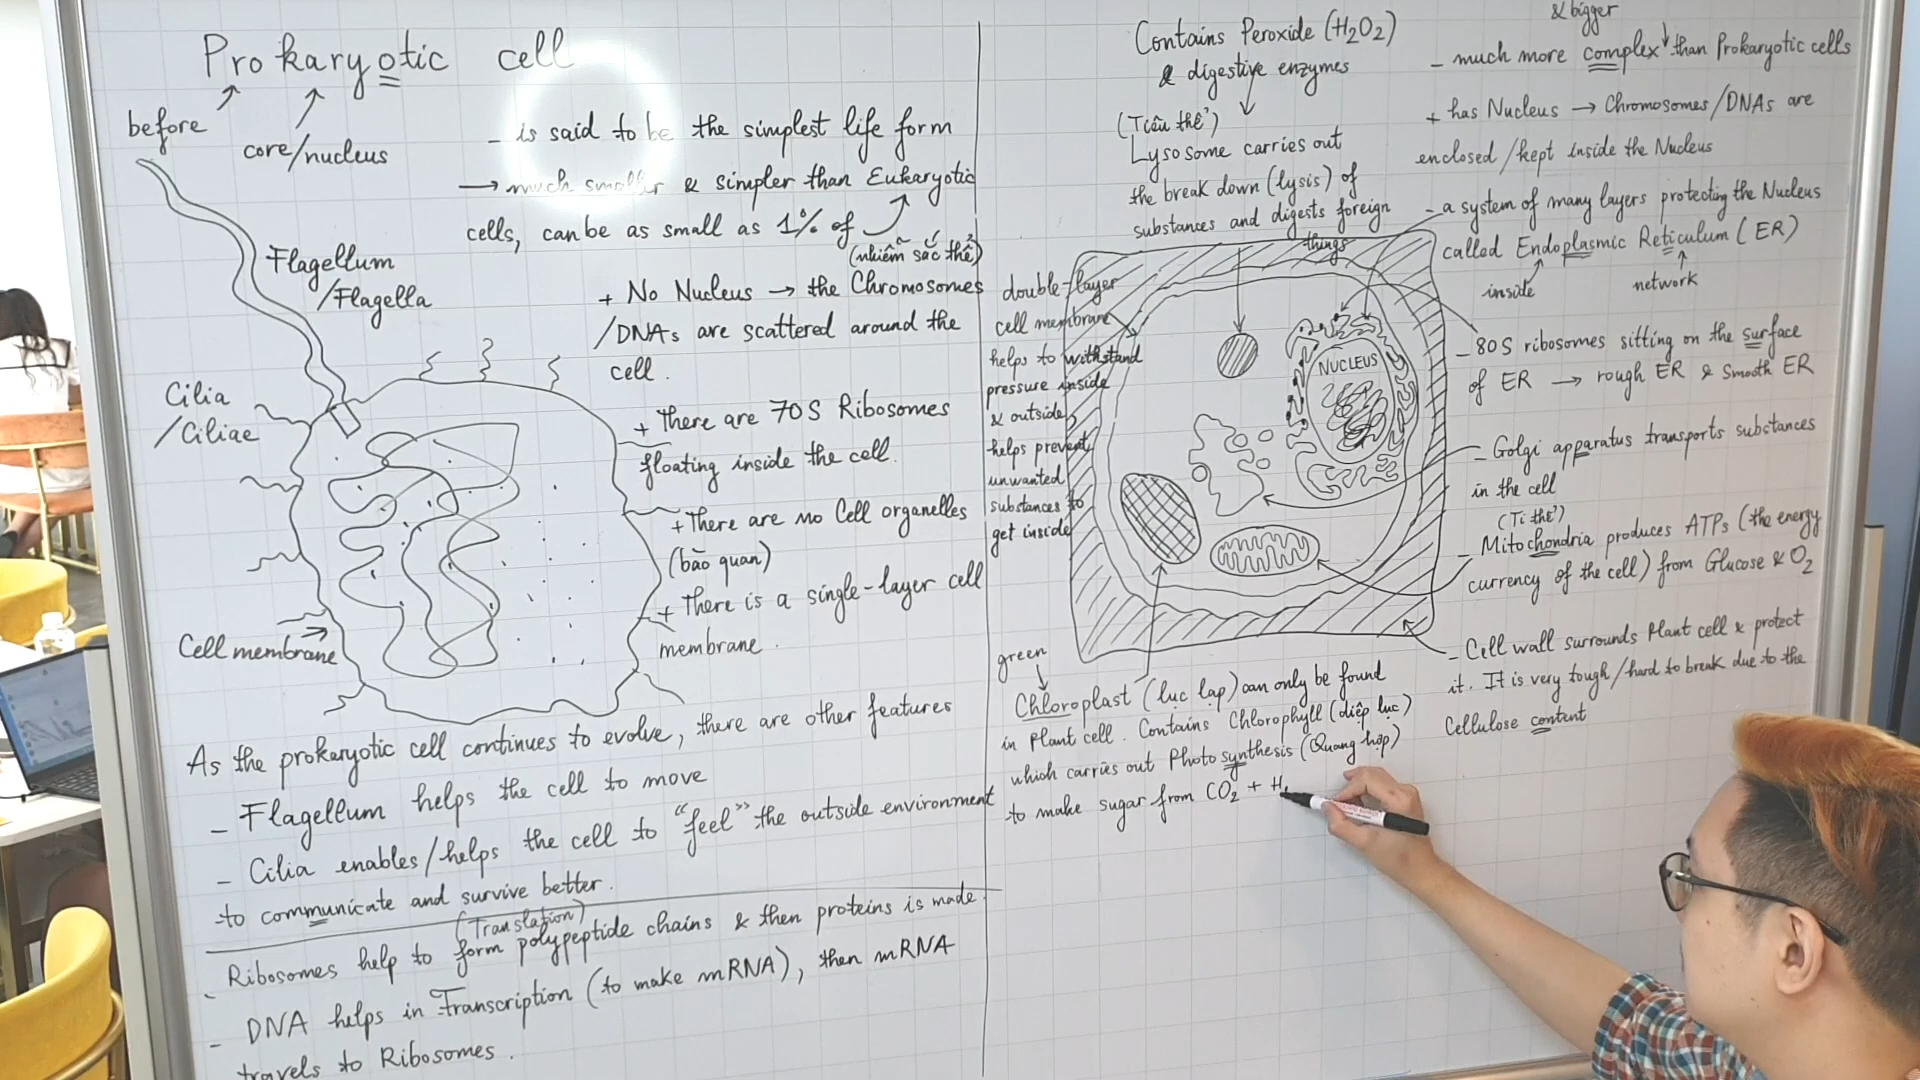 Prokaryotic cell
before
core/nucleus
- is said to be the simplest life form
→ much smaller & simpler than Eukaryotic
cells, can be as small as 1% of
(nhiễm sắc thể)
Flagellum
/Flagella
+ No Nucleus → the Chromosomes
/DNAs are scattered around the
cell.
Cilia
/Ciliae
+ There are 70S Ribosomes
floating inside the cell.
+ There are no Cell organelles
(bào quan)
+ There is a single-layer cell
membrane.
Cell membrane
As the prokaryotic cell continues to evolve, there are other features
- Flagellum helps the cell to move
- Cilia enables/helps the cell to "feel" the outside environment
to communicate and survive better.
(Translation)
- Ribosomes help to form polypeptide chains & then proteins is made.
- DNA helps in Transcription (to make mRNA), then mRNA
travels to Ribosomes.
Contains Peroxide (H2O2)
& digestive enzymes
(Tiêu thể)
Lysosome carries out
the break down (lysis) of
substances and digests foreign
things
double-layer
cell membrane
helps to withstand
pressure inside
& outside,
helps prevent
unwanted
substances to
get inside
NUCLEUS
green
Chloroplast (lục lạp) can only be found
in Plant cell. Contains Chlorophyll (diệp lục)
which carries out Photosynthesis (Quang hợp)
to make sugar from CO2 + H
& bigger
- much more complex than Prokaryotic cells
+ has Nucleus → Chromosomes/DNAs are
enclosed/kept inside the Nucleus
- a system of many layers protecting the Nucleus
called Endoplasmic Reticulum (ER)
inside
network
- 80S ribosomes sitting on the surface
of ER → rough ER & Smooth ER
- Golgi apparatus transports substances
in the cell
(Ti thể)
- Mitochondria produces ATPs (the energy
currency of the cell) from Glucose & O2
- Cell wall surrounds Plant cell & protect
it. It is very tough/hard to break due to the
Cellulose content